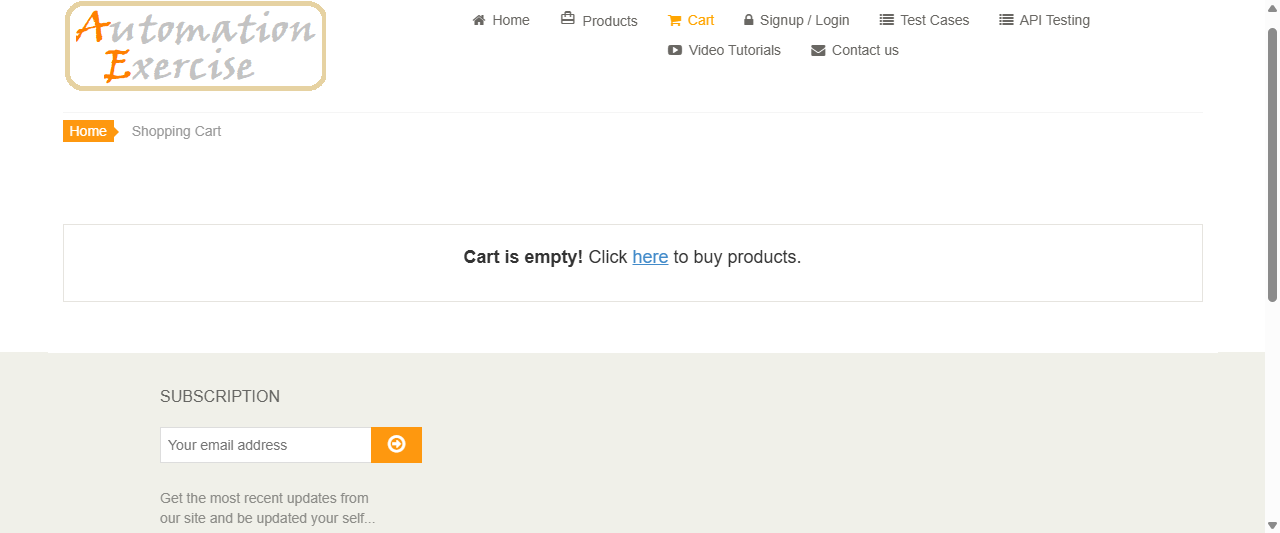 Automation
Exercise
Home Products Cart Signup / Login Test Cases API Testing
Video Tutorials Contact us
Home Shopping Cart
Cart is empty! Click here to buy products.
SUBSCRIPTION
Your email address
Get the most recent updates from
our site and be updated your self...